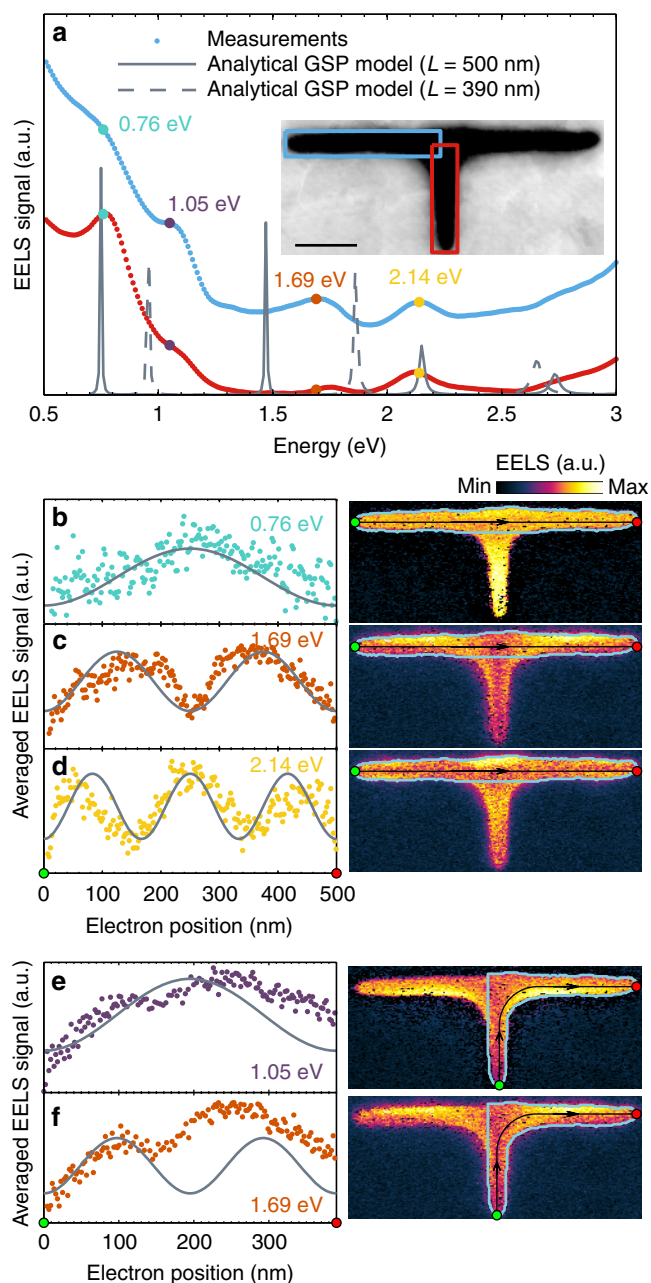 a
Measurements
Analytical GSP model (L = 500 nm)
Analytical GSP model (L = 390 nm)
0.76 eV
1.05 eV
1.69 eV
2.14 eV
EELS signal (a.u.)
0.5 1 1.5 2 2.5 3
Energy (eV)
EELS (a.u.)
Min Max
b
0.76 eV
c
1.69 eV
d
2.14 eV
Averaged EELS signal (a.u.)
0 100 200 300 400 500
Electron position (nm)
e
1.05 eV
f
1.69 eV
Averaged EELS signal (a.u.)
0 100 200 300
Electron position (nm)